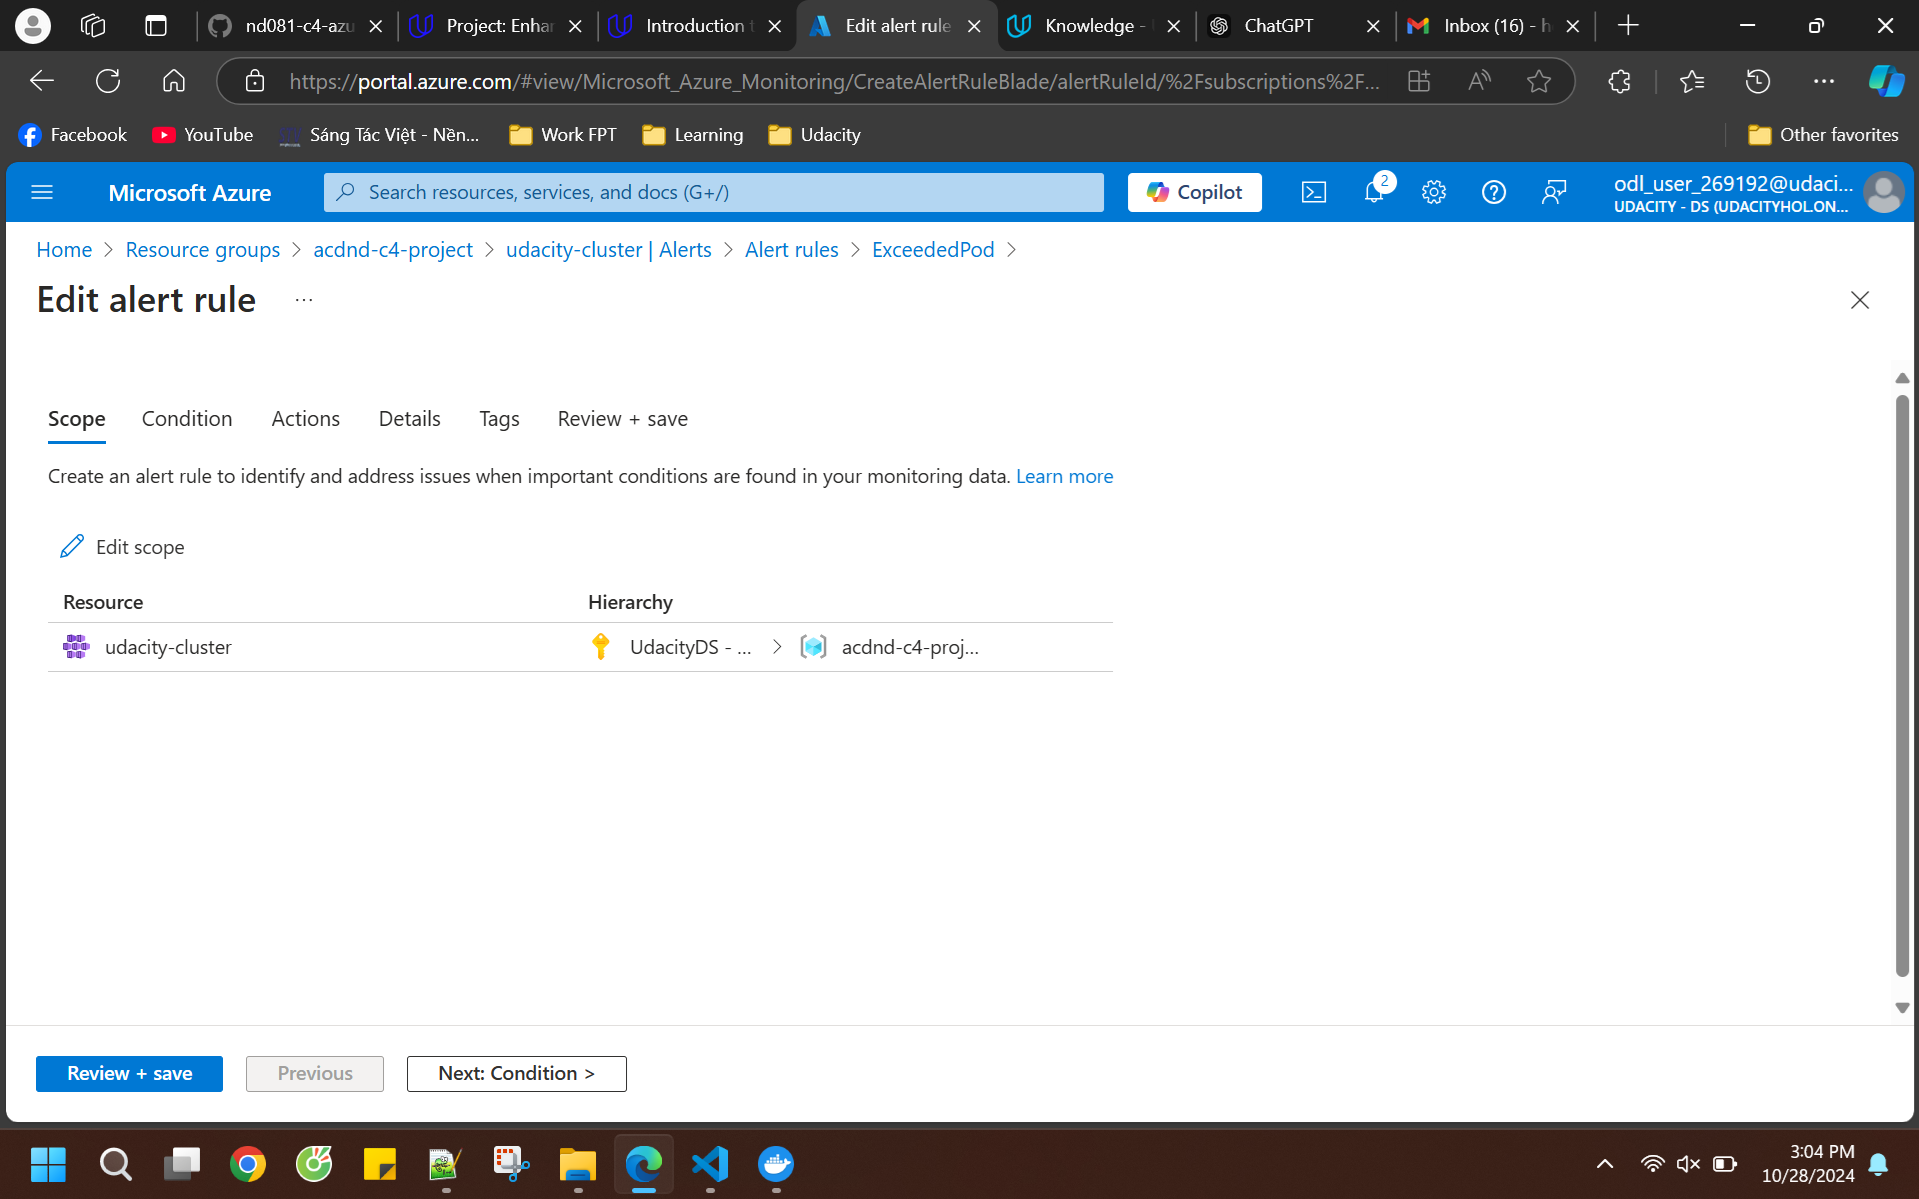 nd081-c4-azu
Project: Enhan
Introduction t
Edit alert rule
Knowledge - U
ChatGPT
Inbox (16) - h
https://portal.azure.com/#view/Microsoft_Azure_Monitoring/CreateAlertRuleBlade/alertRuleId/%2Fsubscriptions%2F...
Facebook
YouTube
Sáng Tác Việt - Nền...
Work FPT
Learning
Udacity
Other favorites
Microsoft Azure
Search resources, services, and docs (G+/)
Copilot
2
odl_user_269192@udaci...
UDACITY - DS (UDACITYHOL.ON...
Home > Resource groups > acdnd-c4-project > udacity-cluster | Alerts > Alert rules > ExceededPod >
Edit alert rule ...
Scope Condition Actions Details Tags Review + save
Create an alert rule to identify and address issues when important conditions are found in your monitoring data. Learn more
Edit scope
Resource Hierarchy
udacity-cluster UdacityDS - ... > acdnd-c4-proj...
Review + save Previous Next: Condition >
3:04 PM
10/28/2024